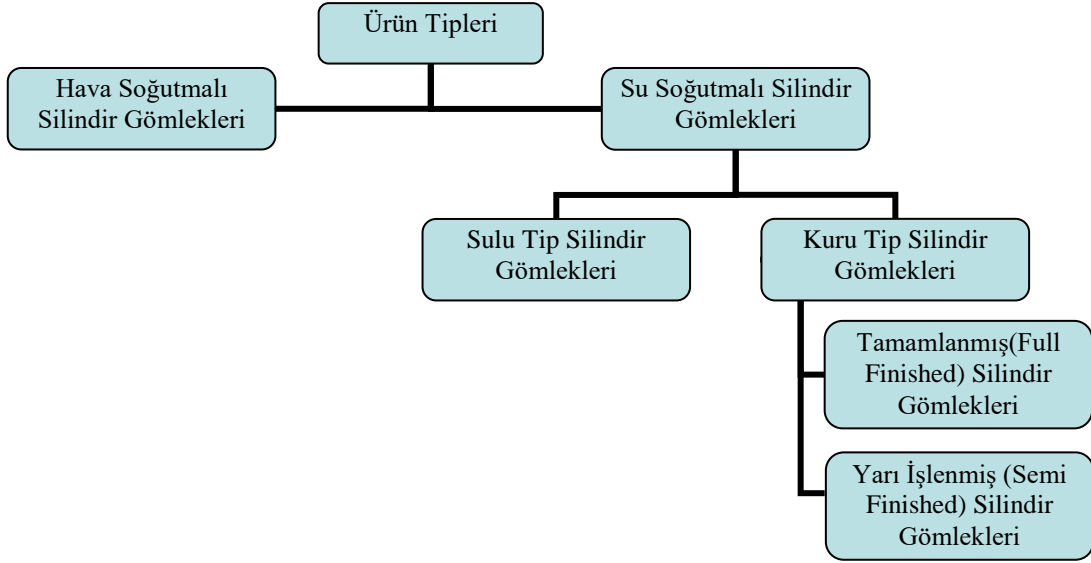 Ürün Tipleri
Hava Soğutmalı
Silindir Gömlekleri
Su Soğutmalı Silindir
Gömlekleri
Sulu Tip Silindir
Gömlekleri
Kuru Tip Silindir
Gömlekleri
Tamamlanmış(Full
Finished) Silindir
Gömlekleri
Yarı İşlenmiş (Semi
Finished) Silindir
Gömlekleri